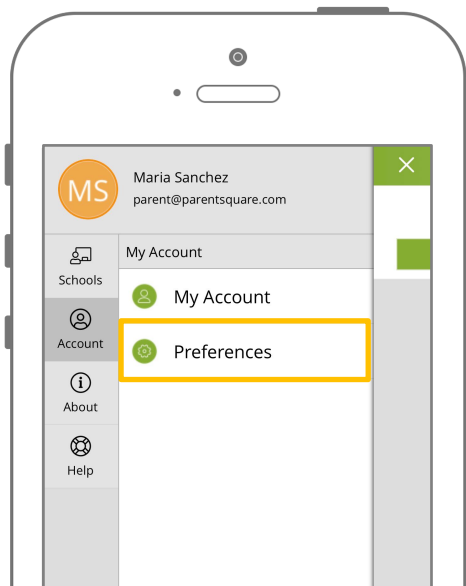 MS
Maria Sanchez
parent@parentsquare.com
Schools
Account
About
Help
My Account
My Account
Preferences